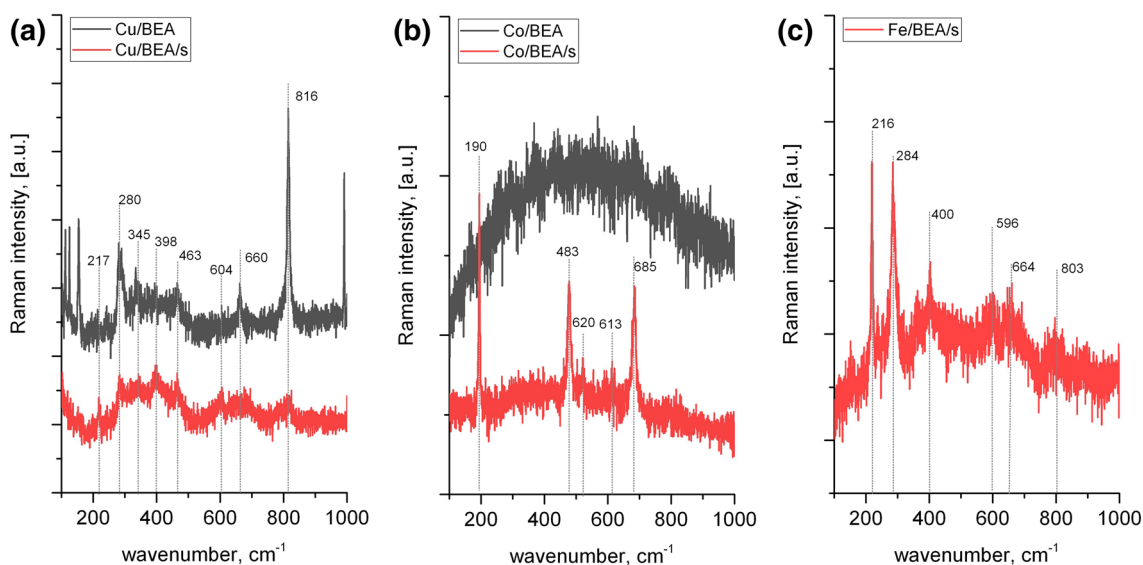 (a)
Cu/BEA
Cu/BEA/s
816
280
345
398
463
604
660
217
Raman intensity, [a.u.]
200 400 600 800 1000
wavenumber, cm-1
(b)
Co/BEA
Co/BEA/s
190
483
620
613
685
Raman intensity, [a.u.]
200 400 600 800 1000
wavenumber, cm-1
(c)
Fe/BEA/s
216
284
400
596
664
803
Raman intensity, [a.u.]
200 400 600 800 1000
wavenumber, cm-1